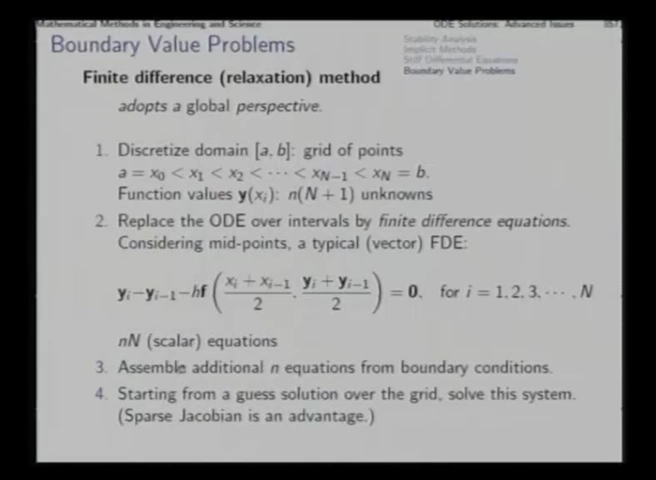 Mathematical Methods in Engineering and Science
ODE Solutions: Advanced Issues
857,
Boundary Value Problems
Stability Analysis
Implicit Methods
Stiff Differential Equations
Boundary Value Problems
Finite difference (relaxation) method
adopts a global perspective.
1. Discretize domain [a, b]: grid of points
a = x₀ < x₁ < x₂ < ··· < x_{N−1} < x_N = b.
Function values y(xᵢ): n(N + 1) unknowns
2. Replace the ODE over intervals by finite difference equations.
Considering mid-points, a typical (vector) FDE:
yᵢ−yᵢ₋₁−hf ( (xᵢ + xᵢ₋₁)/2, (yᵢ + yᵢ₋₁)/2 ) = 0, for i = 1,2,3,··· ,N
nN (scalar) equations
3. Assemble additional n equations from boundary conditions.
4. Starting from a guess solution over the grid, solve this system.
(Sparse Jacobian is an advantage.)